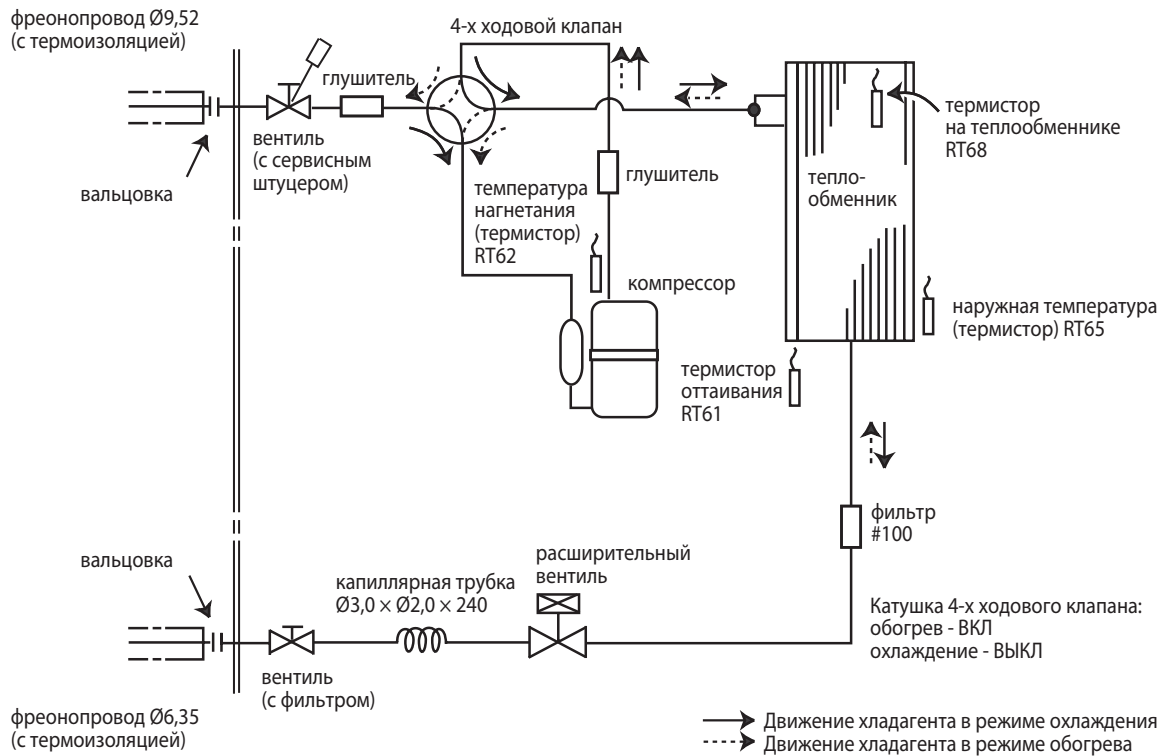 фреонопровод Ø9,52
(с термоизоляцией)
4-х ходовой клапан
глушитель
вентиль
(с сервисным
штуцером)
вальцовка
термистор
на теплообменнике
RT68
тепло-
обменник
глушитель
температура
нагнетания
(термистор)
RT62
компрессор
наружная температура
(термистор) RT65
термистор
оттаивания
RT61
фильтр
#100
вальцовка
расширительный
вентиль
капиллярная трубка
Ø3,0 × Ø2,0 × 240
Катушка 4-х ходового клапана:
обогрев - ВКЛ
охлаждение - ВЫКЛ
вентиль
(с фильтром)
фреонопровод Ø6,35
(с термоизоляцией)
Движение хладагента в режиме охлаждения
Движение хладагента в режиме обогрева